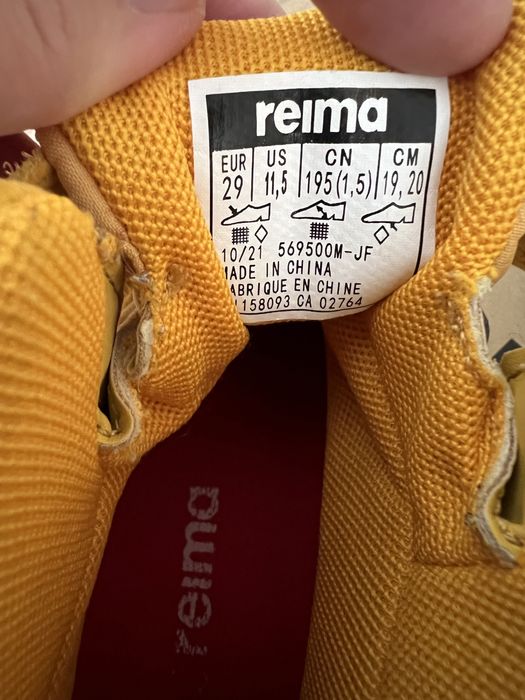 reima
EUR US CN CM
29 11,5 195(1,5) 19,20
10/21 569500M-JF
MADE IN CHINA
FABRIQUE EN CHINE
158093 CA 02764
reima